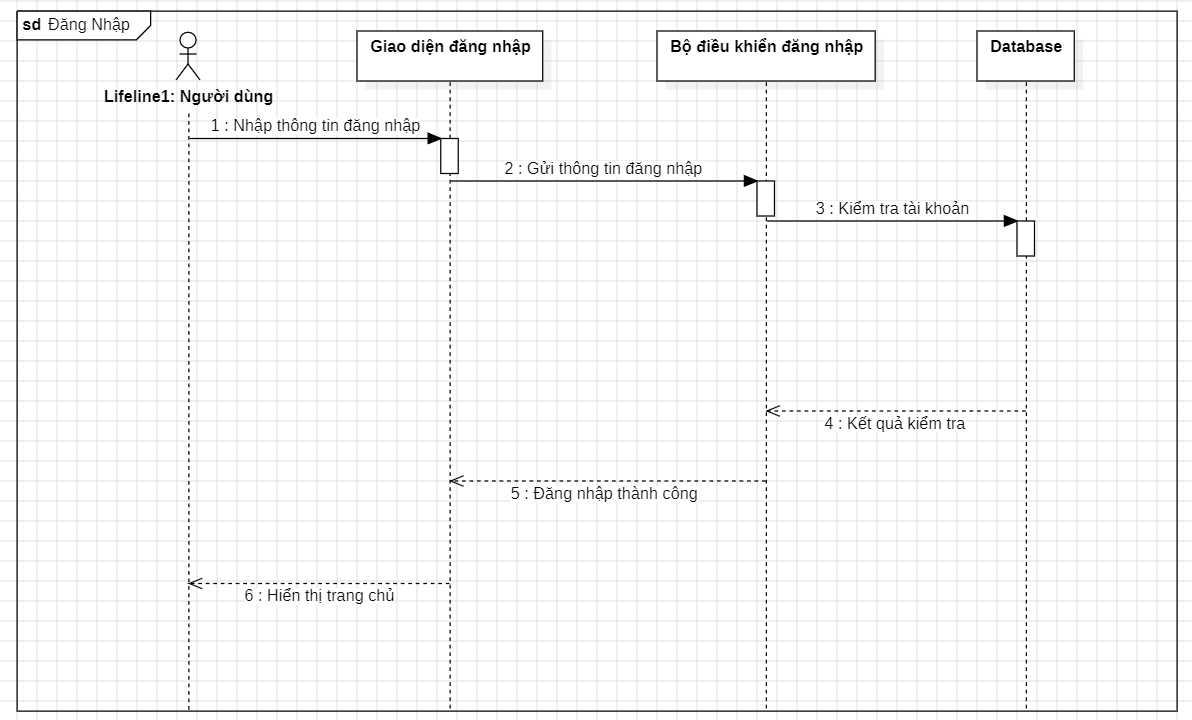 sd Đăng Nhập
Giao diện đăng nhập
Bộ điều khiển đăng nhập
Database
Lifeline1: Người dùng
1 : Nhập thông tin đăng nhập
2 : Gửi thông tin đăng nhập
3 : Kiểm tra tài khoản
4 : Kết quả kiểm tra
5 : Đăng nhập thành công
6 : Hiển thị trang chủ